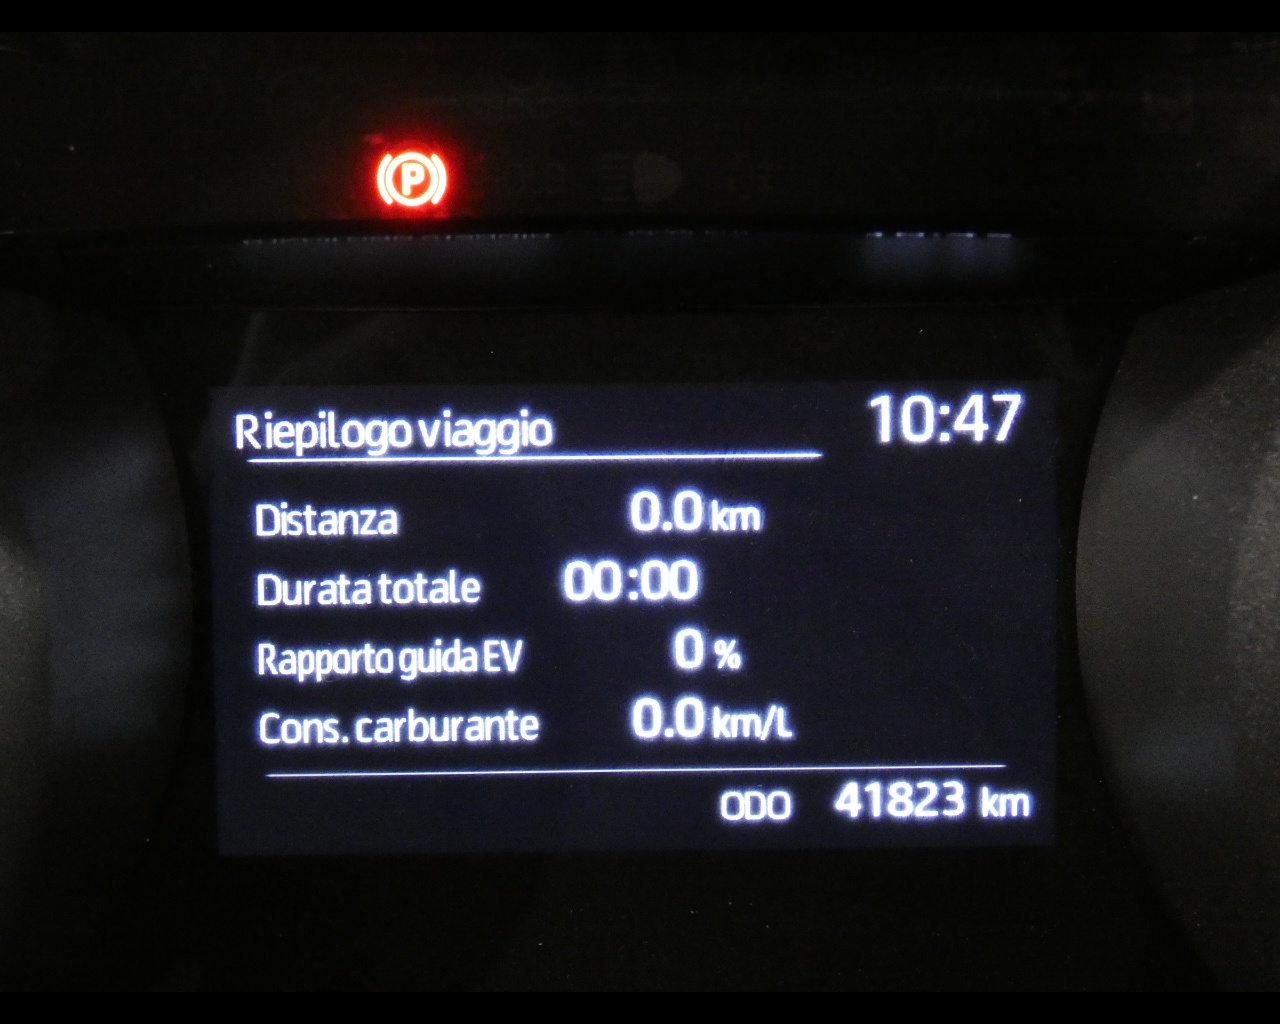 P
Riepilogo viaggio 10:47
Distanza 0.0 km
Durata totale 00:00
Rapporto guida EV 0 %
Cons. carburante 0.0 km/L
ODO 41823 km